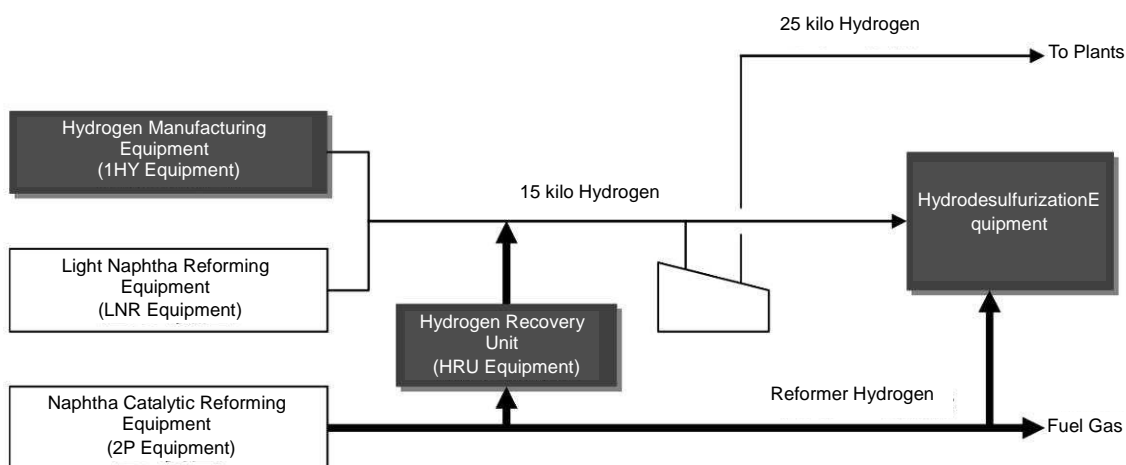 25 kilo Hydrogen
To Plants
Hydrogen Manufacturing
Equipment
(1HY Equipment)
15 kilo Hydrogen
HydrodesulfurizationE
quipment
Light Naphtha Reforming
Equipment
(LNR Equipment)
Hydrogen Recovery
Unit
(HRU Equipment)
Naphtha Catalytic Reforming
Equipment
(2P Equipment)
Reformer Hydrogen
Fuel Gas